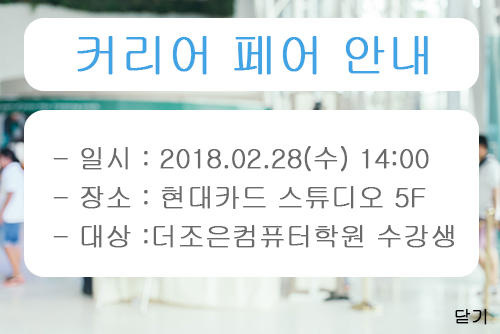 커리어 페어 안내
- 일시 : 2018.02.28(수) 14:00
- 장소 : 현대카드 스튜디오 5F
- 대상 :더조은컴퓨터학원 수강생
닫기